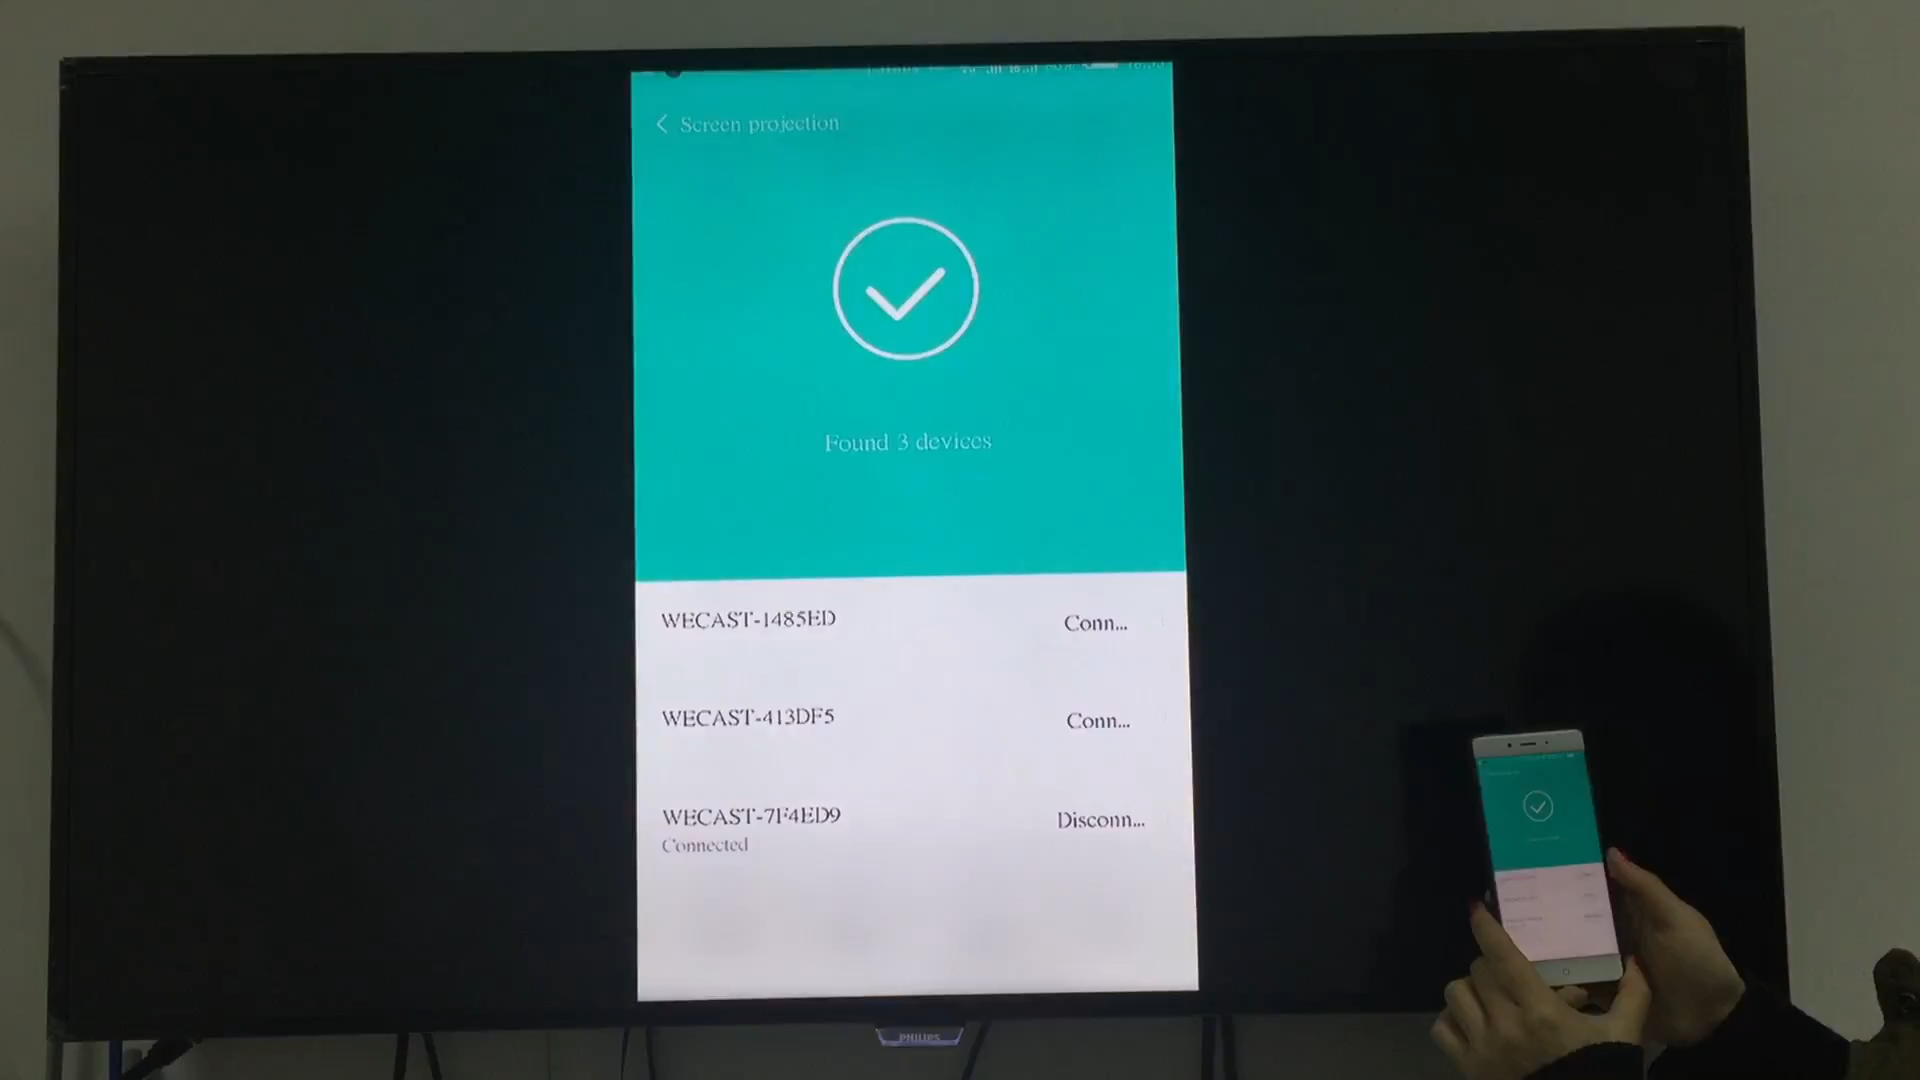 Screen projection
Found 3 devices
WECAST-1485ED
Conn...
WECAST-413DF5
Conn...
WECAST-7F4ED9
Disconn...
Connected
PHILIPS